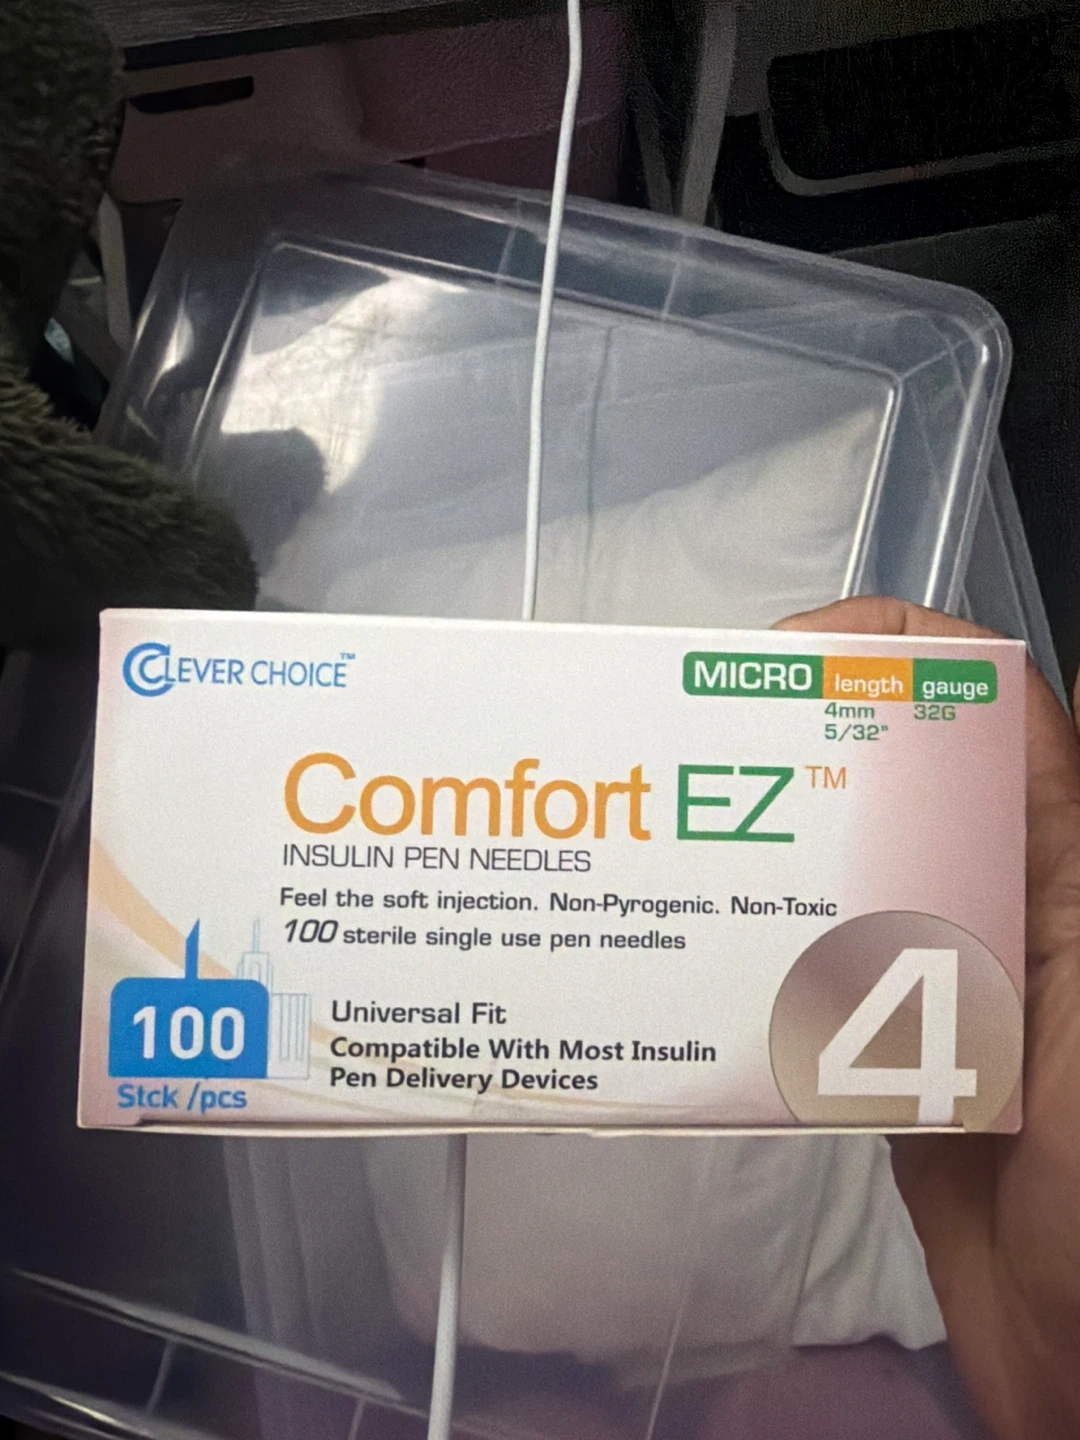 CLEVER CHOICE™
MICRO length gauge
4mm 32G
5/32"
Comfort EZ™
INSULIN PEN NEEDLES
Feel the soft injection. Non-Pyrogenic. Non-Toxic
100 sterile single use pen needles
100
Stck /pcs
Universal Fit
Compatible With Most Insulin
Pen Delivery Devices
4